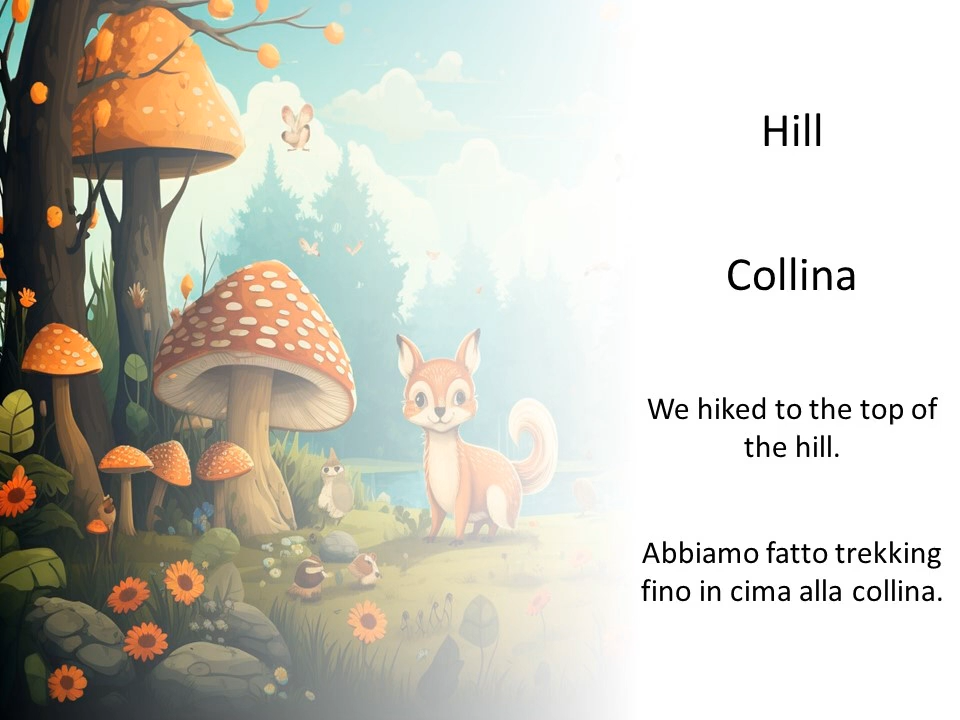 Hill
Collina
We hiked to the top of
the hill.
Abbiamo fatto trekking
fino in cima alla collina.